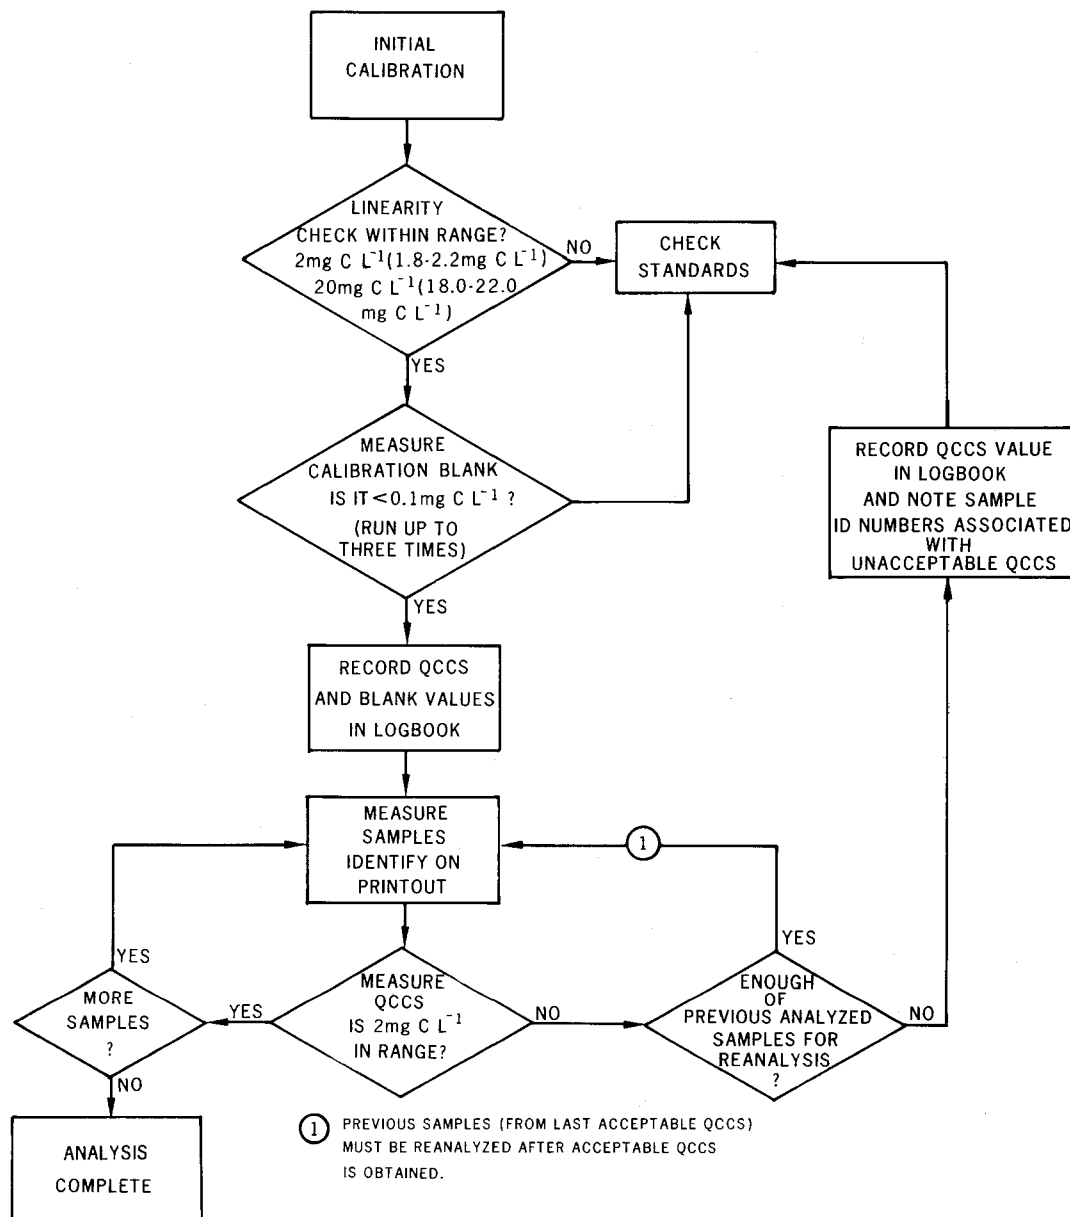 INITIAL
CALIBRATION
LINEARITY
CHECK WITHIN RANGE?
2mg C L⁻¹(1.8-2.2mg C L⁻¹)
20mg C L⁻¹(18.0-22.0
mg C L⁻¹)
NO
CHECK
STANDARDS
YES
MEASURE
CALIBRATION BLANK
IS IT <0.1mg C L⁻¹ ?
(RUN UP TO
THREE TIMES)
RECORD QCCS VALUE
IN LOGBOOK
AND NOTE SAMPLE
ID NUMBERS ASSOCIATED
WITH
UNACCEPTABLE QCCS
YES
RECORD QCCS
AND BLANK VALUES
IN LOGBOOK
MEASURE
SAMPLES
IDENTIFY ON
PRINTOUT
1
YES
MORE
SAMPLES
?
YES
MEASURE
QCCS
IS 2mg C L⁻¹
IN RANGE?
NO
YES
ENOUGH
OF
PREVIOUS ANALYZED
SAMPLES FOR
REANALYSIS
?
NO
NO
ANALYSIS
COMPLETE
1 PREVIOUS SAMPLES (FROM LAST ACCEPTABLE QCCS)
MUST BE REANALYZED AFTER ACCEPTABLE QCCS
IS OBTAINED.